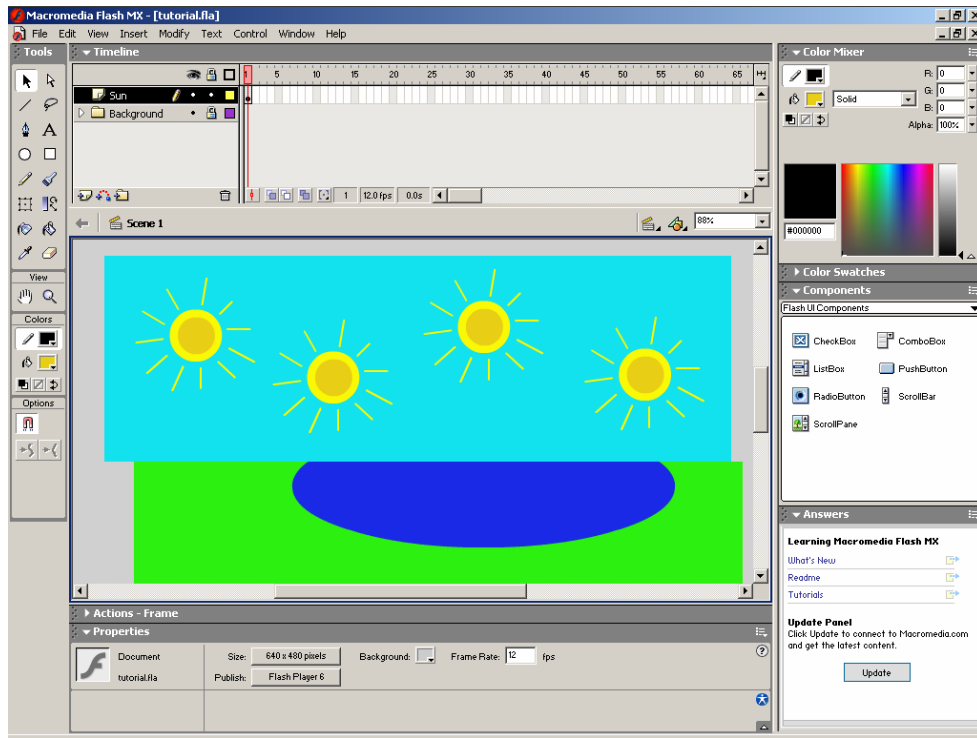 Macromedia Flash MX - [tutorial.fla]
File Edit View Insert Modify Text Control Window Help
Tools
Timeline
1 5 10 15 20 25 30 35 40 45 50 55 60 65
Sun
Background
1 12.0 fps 0.0s
Scene 1
88%
View
Colors
Options
Color Mixer
R: 0
Solid
G: 0
B: 0
Alpha: 100%
#000000
Color Swatches
Components
Flash UI Components
CheckBox ComboBox
ListBox PushButton
RadioButton ScrollBar
ScrollPane
Answers
Learning Macromedia Flash MX
What's New
Readme
Tutorials
Update Panel
Click Update to connect to Macromedia.com
and get the latest content.
Update
Actions - Frame
Properties
Document Size: 640 x 480 pixels Background: Frame Rate: 12 fps
tutorial.fla Publish: Flash Player 6